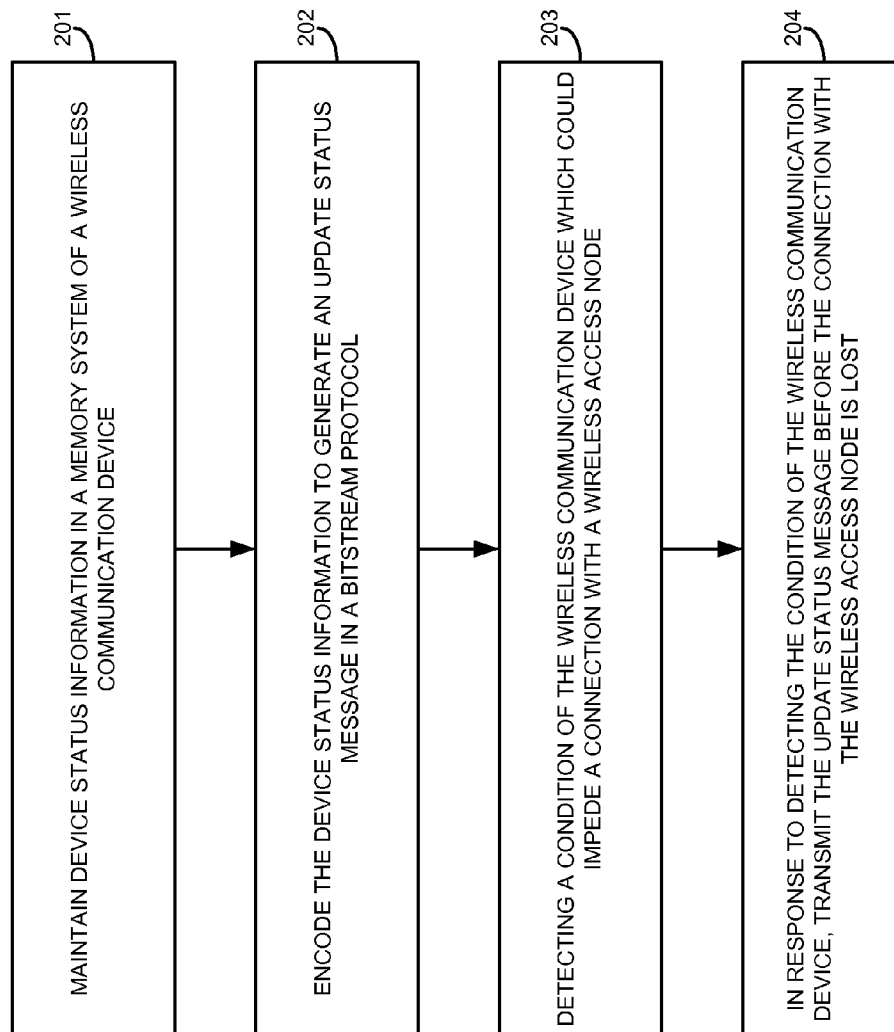 201
MAINTAIN DEVICE STATUS INFORMATION IN A MEMORY SYSTEM OF A WIRELESS
COMMUNICATION DEVICE
202
ENCODE THE DEVICE STATUS INFORMATION TO GENERATE AN UPDATE STATUS
MESSAGE IN A BITSTREAM PROTOCOL
203
DETECTING A CONDITION OF THE WIRELESS COMMUNICATION DEVICE WHICH COULD
IMPEDE A CONNECTION WITH A WIRELESS ACCESS NODE
204
IN RESPONSE TO DETECTING THE CONDITION OF THE WIRELESS COMMUNICATION
DEVICE, TRANSMIT THE UPDATE STATUS MESSAGE BEFORE THE CONNECTION WITH
THE WIRELESS ACCESS NODE IS LOST